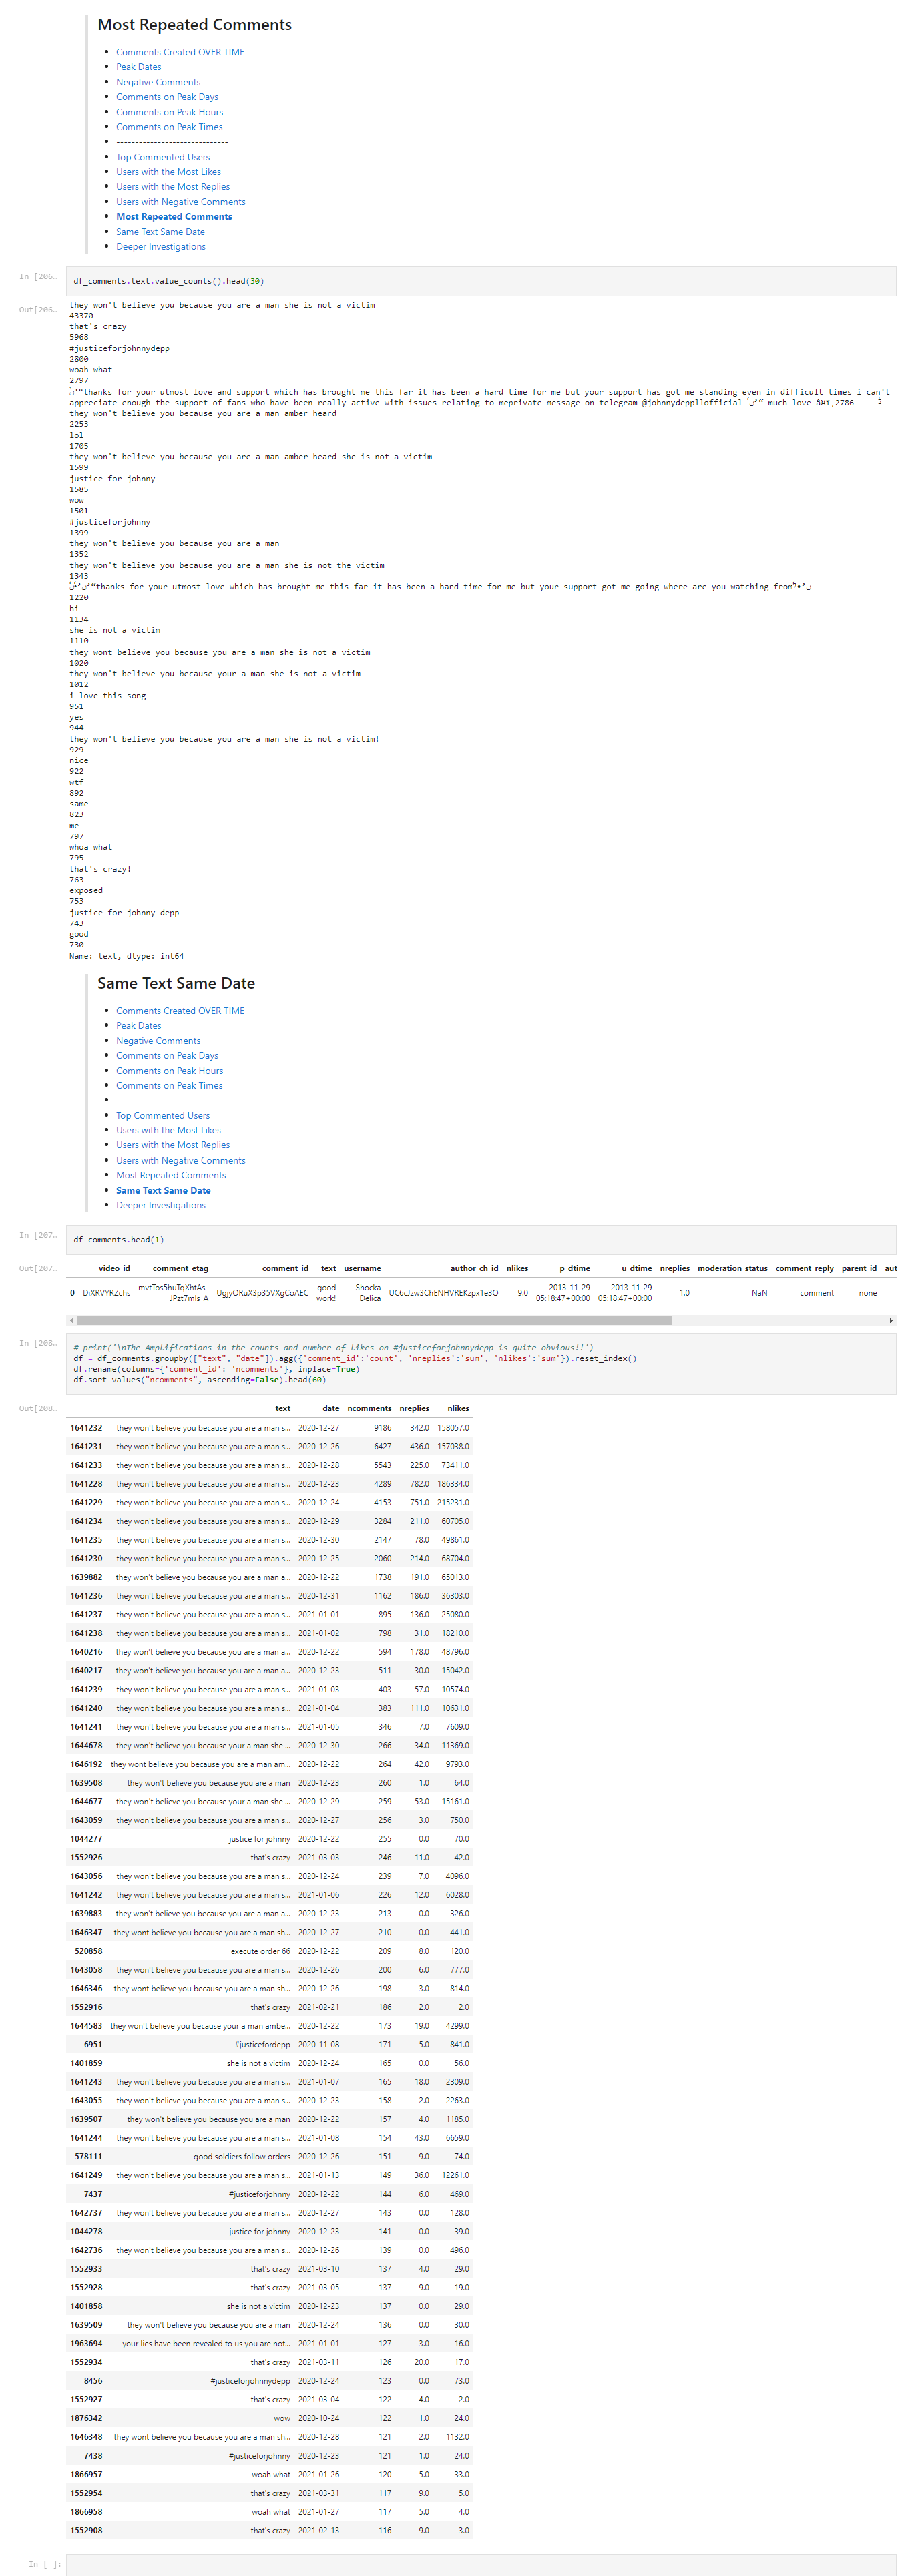 Most Repeated Comments
Comments Created OVER TIME
Peak Dates
Negative Comments
Comments on Peak Days
Comments on Peak Hours
Comments on Peak Times
------------------------------
Top Commented Users
Users with the Most Likes
Users with the Most Replies
Users with Negative Comments
Most Repeated Comments
Same Text Same Date
Deeper Investigations
In [206...
df_comments.text.value_counts().head(30)
Out[206...
they won't believe you because you are a man she is not a victim
43370
that's crazy
5968
#justiceforjohnnydepp
2800
woah what
2797
thanks for your utmost love and support which has brought me this far it has been a hard time for me but your support has got me standing even in difficult times i can't
appreciate enough the support of fans who have been really active with issues relating to meprivate message on telegram @johnnydeppllofficial much love 2786
they won't believe you because you are a man amber heard
2253
lol
1705
they won't believe you because you are a man amber heard she is not a victim
1599
justice for johnny
1585
wow
1501
#justiceforjohnny
1399
they won't believe you because you are a man
1352
they won't believe you because you are a man she is not the victim
1343
thanks for your utmost love which has brought me this far it has been a hard time for me but your support got me going where are you watching from
1220
hi
1134
she is not a victim
1110
they wont believe you because you are a man she is not a victim
1020
they won't believe you because your a man she is not a victim
1012
i love this song
951
yes
944
they won't believe you because you are a man she is not a victim!
929
nice
922
wtf
892
same
823
me
797
whoa what
795
that's crazy!
763
exposed
753
justice for johnny depp
743
good
730
Name: text, dtype: int64
Same Text Same Date
Comments Created OVER TIME
Peak Dates
Negative Comments
Comments on Peak Days
Comments on Peak Hours
Comments on Peak Times
------------------------------
Top Commented Users
Users with the Most Likes
Users with the Most Replies
Users with Negative Comments
Most Repeated Comments
Same Text Same Date
Deeper Investigations
In [207...
df_comments.head(1)
Out[207...
video_id comment_etag comment_id text username author_ch_id nlikes p_dtime u_dtime nreplies moderation_status comment_reply parent_id aut
0 DiXRVYRZchs mvtTos5huTqXhtAs-JPzt7mls_A UgjyORuX3p35VXgCoAEC good work! Shocka Delica UC6cJzw3ChENHVREKzpx1e3Q 9.0 2013-11-29 05:18:47+00:00 2013-11-29 05:18:47+00:00 1.0 NaN comment none
In [208...
# print('\nThe Amplifications in the counts and number of likes on #justiceforjohnnydepp is quite obvious!!')
df = df_comments.groupby(["text", "date"]).agg({'comment_id':'count', 'nreplies':'sum', 'nlikes':'sum'}).reset_index()
df.rename(columns={'comment_id': 'ncomments'}, inplace=True)
df.sort_values("ncomments", ascending=False).head(60)
Out[208...
text date ncomments nreplies nlikes
1641232 they won't believe you because you are a man s... 2020-12-27 9186 342.0 158057.0
1641231 they won't believe you because you are a man s... 2020-12-26 6427 436.0 157038.0
1641233 they won't believe you because you are a man s... 2020-12-28 5543 225.0 73411.0
1641228 they won't believe you because you are a man s... 2020-12-23 4289 782.0 186334.0
1641229 they won't believe you because you are a man s... 2020-12-24 4153 751.0 215231.0
1641234 they won't believe you because you are a man s... 2020-12-29 3284 211.0 60705.0
1641235 they won't believe you because you are a man s... 2020-12-30 2147 78.0 49861.0
1641230 they won't believe you because you are a man s... 2020-12-25 2060 214.0 68704.0
1639882 they won't believe you because you are a man a... 2020-12-22 1738 191.0 65013.0
1641236 they won't believe you because you are a man s... 2020-12-31 1162 186.0 36303.0
1641237 they won't believe you because you are a man s... 2021-01-01 895 136.0 25080.0
1641238 they won't believe you because you are a man s... 2021-01-02 798 31.0 18210.0
1640216 they won't believe you because you are a man a... 2020-12-22 594 178.0 48796.0
1640217 they won't believe you because you are a man a... 2020-12-23 511 30.0 15042.0
1641239 they won't believe you because you are a man s... 2021-01-03 403 57.0 10574.0
1641240 they won't believe you because you are a man s... 2021-01-04 383 111.0 10631.0
1641241 they won't believe you because you are a man s... 2021-01-05 346 7.0 7609.0
1644678 they won't believe you because your a man she ... 2020-12-30 266 34.0 11369.0
1646192 they wont believe you because you are a man am... 2020-12-22 264 42.0 9793.0
1639508 they won't believe you because you are a man 2020-12-23 260 1.0 64.0
1644677 they won't believe you because your a man she ... 2020-12-29 259 53.0 15161.0
1643059 they won't believe you because you are a man s... 2020-12-27 256 3.0 750.0
1044277 justice for johnny 2020-12-22 255 0.0 70.0
1552926 that's crazy 2021-03-03 246 11.0 42.0
1643056 they won't believe you because you are a man s... 2020-12-24 239 7.0 4096.0
1641242 they won't believe you because you are a man s... 2021-01-06 226 12.0 6028.0
1639883 they won't believe you because you are a man a... 2020-12-23 213 0.0 326.0
1646347 they wont believe you because you are a man sh... 2020-12-27 210 0.0 441.0
520858 execute order 66 2020-12-22 209 8.0 120.0
1643058 they won't believe you because you are a man s... 2020-12-26 200 6.0 777.0
1646346 they wont believe you because you are a man sh... 2020-12-26 198 3.0 814.0
1552916 that's crazy 2021-02-21 186 2.0 2.0
1644583 they won't believe you because your a man ambe... 2020-12-22 173 19.0 4299.0
6951 #justicefordepp 2020-11-08 171 5.0 841.0
1401859 she is not a victim 2020-12-24 165 0.0 56.0
1641243 they won't believe you because you are a man s... 2021-01-07 165 18.0 2309.0
1643055 they won't believe you because you are a man s... 2020-12-23 158 2.0 2263.0
1639507 they won't believe you because you are a man 2020-12-22 157 4.0 1185.0
1641244 they won't believe you because you are a man s... 2021-01-08 154 43.0 6659.0
578111 good soldiers follow orders 2020-12-26 151 9.0 74.0
1641249 they won't believe you because you are a man s... 2021-01-13 149 36.0 12261.0
7437 #justiceforjohnny 2020-12-22 144 6.0 469.0
1642737 they won't believe you because you are a man s... 2020-12-27 143 0.0 128.0
1044278 justice for johnny 2020-12-23 141 0.0 39.0
1642736 they won't believe you because you are a man s... 2020-12-26 139 0.0 496.0
1552933 that's crazy 2021-03-10 137 4.0 29.0
1552928 that's crazy 2021-03-05 137 9.0 19.0
1401858 she is not a victim 2020-12-23 137 0.0 29.0
1639509 they won't believe you because you are a man 2020-12-24 136 0.0 30.0
1963694 your lies have been revealed to us you are not... 2021-01-01 127 3.0 16.0
1552934 that's crazy 2021-03-11 126 20.0 17.0
8456 #justiceforjohnnydepp 2020-12-24 123 0.0 73.0
1552927 that's crazy 2021-03-04 122 4.0 2.0
1876342 wow 2020-10-24 122 1.0 24.0
1646348 they wont believe you because you are a man sh... 2020-12-28 121 2.0 1132.0
7438 #justiceforjohnny 2020-12-23 121 1.0 24.0
1866957 woah what 2021-01-26 120 5.0 33.0
1552954 that's crazy 2021-03-31 117 9.0 5.0
1866958 woah what 2021-01-27 117 5.0 4.0
1552908 that's crazy 2021-02-13 116 9.0 3.0
In [ ]: